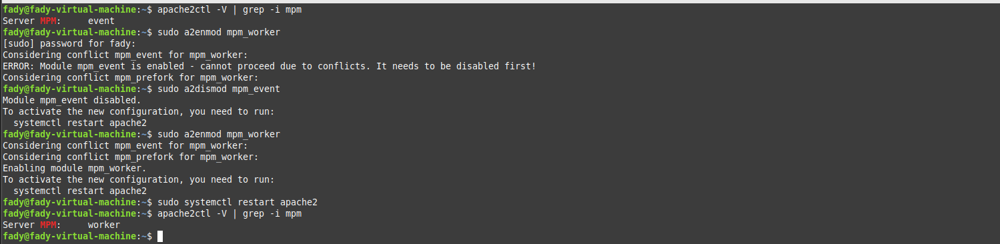 fady@fady-virtual-machine:~$ apache2ctl -V | grep -i mpm
Server MPM:     event
fady@fady-virtual-machine:~$ sudo a2enmod mpm_worker
[sudo] password for fady:
Considering conflict mpm_event for mpm_worker:
ERROR: Module mpm_event is enabled - cannot proceed due to conflicts. It needs to be disabled first!
Considering conflict mpm_prefork for mpm_worker:
fady@fady-virtual-machine:~$ sudo a2dismod mpm_event
Module mpm_event disabled.
To activate the new configuration, you need to run:
  systemctl restart apache2
fady@fady-virtual-machine:~$ sudo a2enmod mpm_worker
Considering conflict mpm_event for mpm_worker:
Considering conflict mpm_prefork for mpm_worker:
Enabling module mpm_worker.
To activate the new configuration, you need to run:
  systemctl restart apache2
fady@fady-virtual-machine:~$ sudo systemctl restart apache2
fady@fady-virtual-machine:~$ apache2ctl -V | grep -i mpm
Server MPM:     worker
fady@fady-virtual-machine:~$